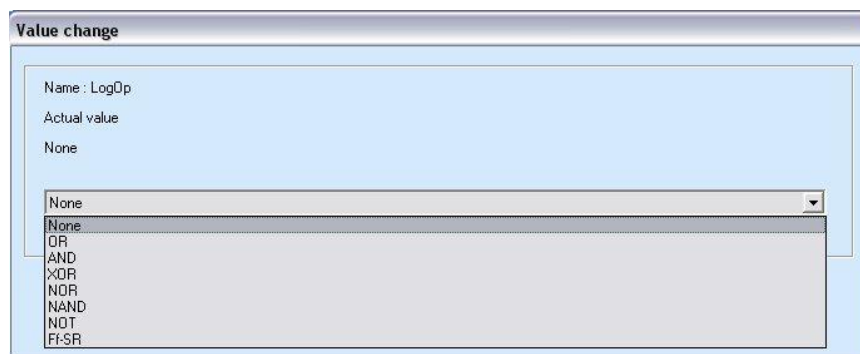 Value change
Name : LogOp
Actual value
None
None
None
OR
AND
XOR
NOR
NAND
NOT
Ff-SR